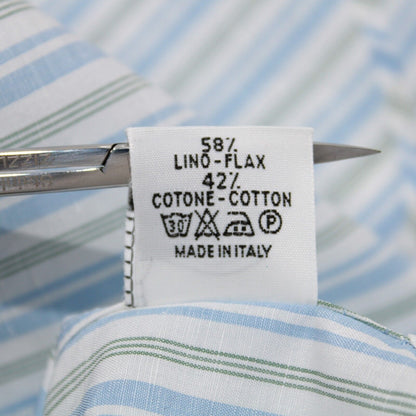 58%
LINO-FLAX
42%
COTONE-COTTON
30 P
MADE IN ITALY